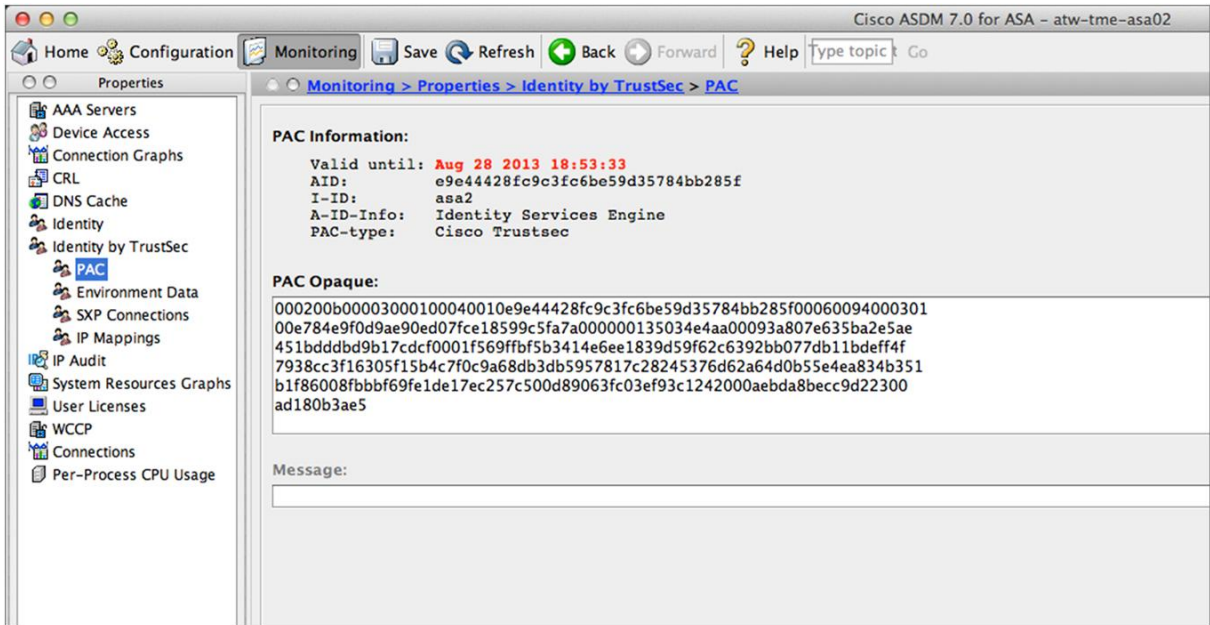 Cisco ASDM 7.0 for ASA - atw-tme-asa02
Home Configuration Monitoring Save Refresh Back Forward Help Type topic t Go
Properties
Monitoring > Properties > Identity by TrustSec > PAC
AAA Servers
Device Access
Connection Graphs
CRL
DNS Cache
Identity
Identity by TrustSec
PAC
Environment Data
SXP Connections
IP Mappings
IP Audit
System Resources Graphs
User Licenses
WCCP
Connections
Per-Process CPU Usage
PAC Information:
Valid until: Aug 28 2013 18:53:33
AID: e9e44428fc9c3fc6be59d35784bb285f
I-ID: asa2
A-ID-Info: Identity Services Engine
PAC-type: Cisco Trustsec
PAC Opaque:
000200b00003000100040010e9e44428fc9c3fc6be59d35784bb285f00060094000301
00e784e9f0d9ae90ed07fce18599c5fa7a000000135034e4aa00093a807e635ba2e5ae
451bdddbd9b17cdcf0001f569ffbf5b3414e6ee1839d59f62c6392bb077db11bdeff4f
7938cc3f16305f15b4c7f0c9a68db3db5957817c28245376d62a64d0b55e4ea834b351
b1f86008fbbbf69fe1de17ec257c500d89063fc03ef93c1242000aebda8becc9d22300
ad180b3ae5
Message: